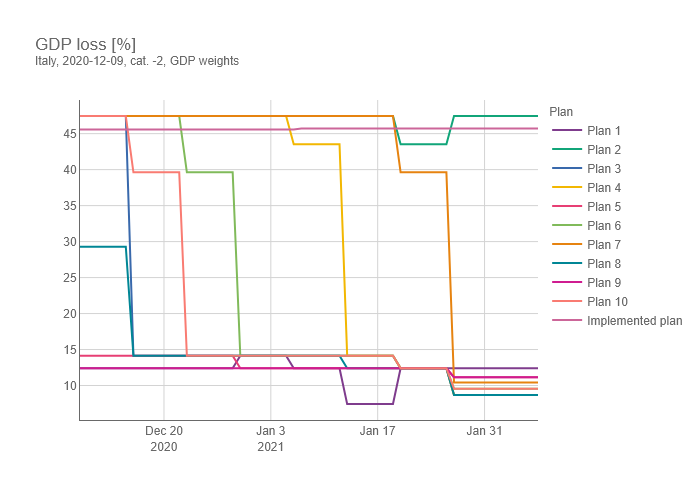 GDP loss [%]
Italy, 2020-12-09, cat. -2, GDP weights
Plan
Plan 1
Plan 2
Plan 3
Plan 4
Plan 5
Plan 6
Plan 7
Plan 8
Plan 9
Plan 10
Implemented plan
45
40
35
30
25
20
15
10
Dec 20
2020
Jan 3
2021
Jan 17
Jan 31